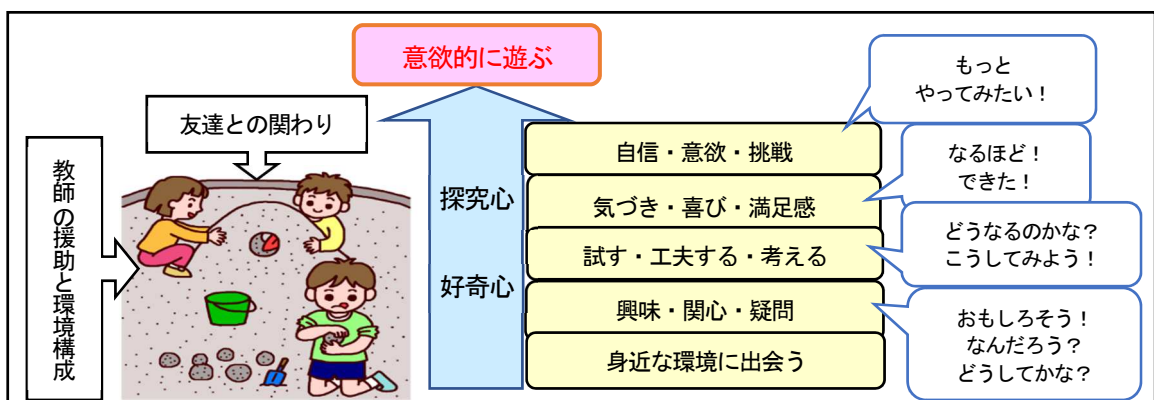 意欲的に遊ぶ
友達との関わり
教師の援助と環境構成
探究心
好奇心
自信・意欲・挑戦
気づき・喜び・満足感
試す・工夫する・考える
興味・関心・疑問
身近な環境に出会う
もっと
やってみたい！
なるほど！
できた！
どうなるのかな？
こうしてみよう！
おもしろそう！
なんだろう？
どうしてかな？